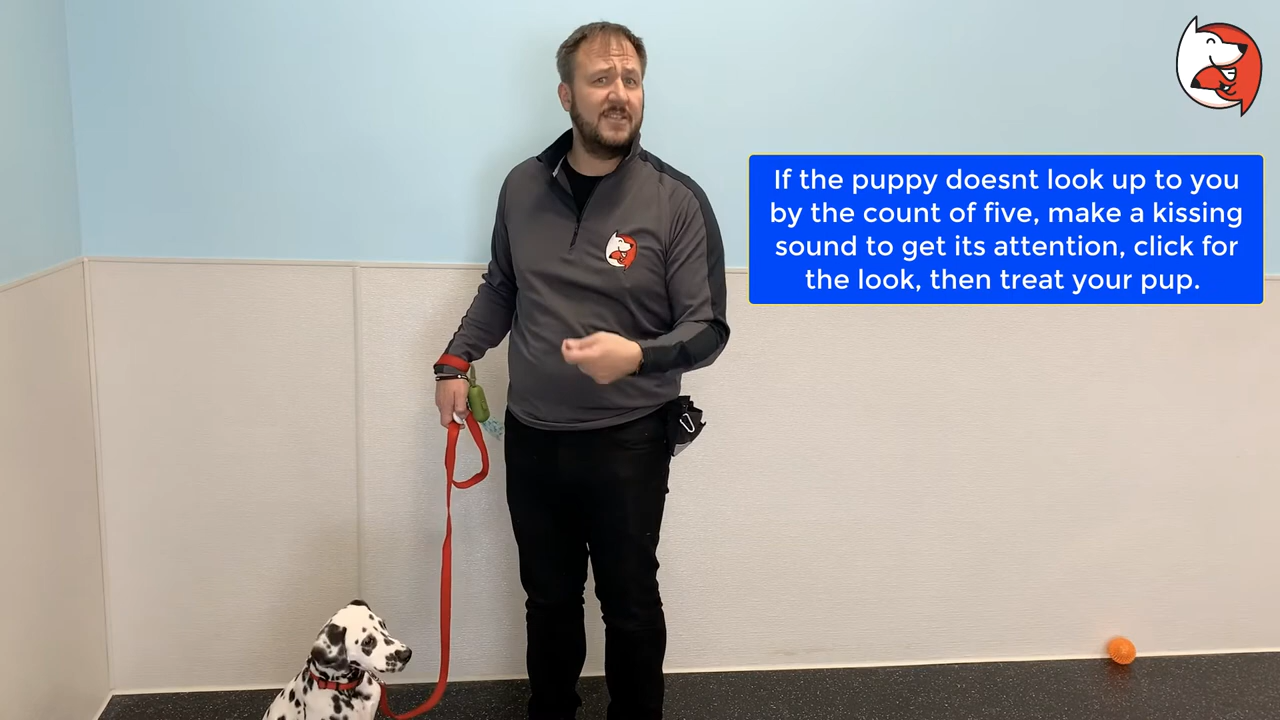 If the puppy doesnt look up to you
by the count of five, make a kissing
sound to get its attention, click for
the look, then treat your pup.